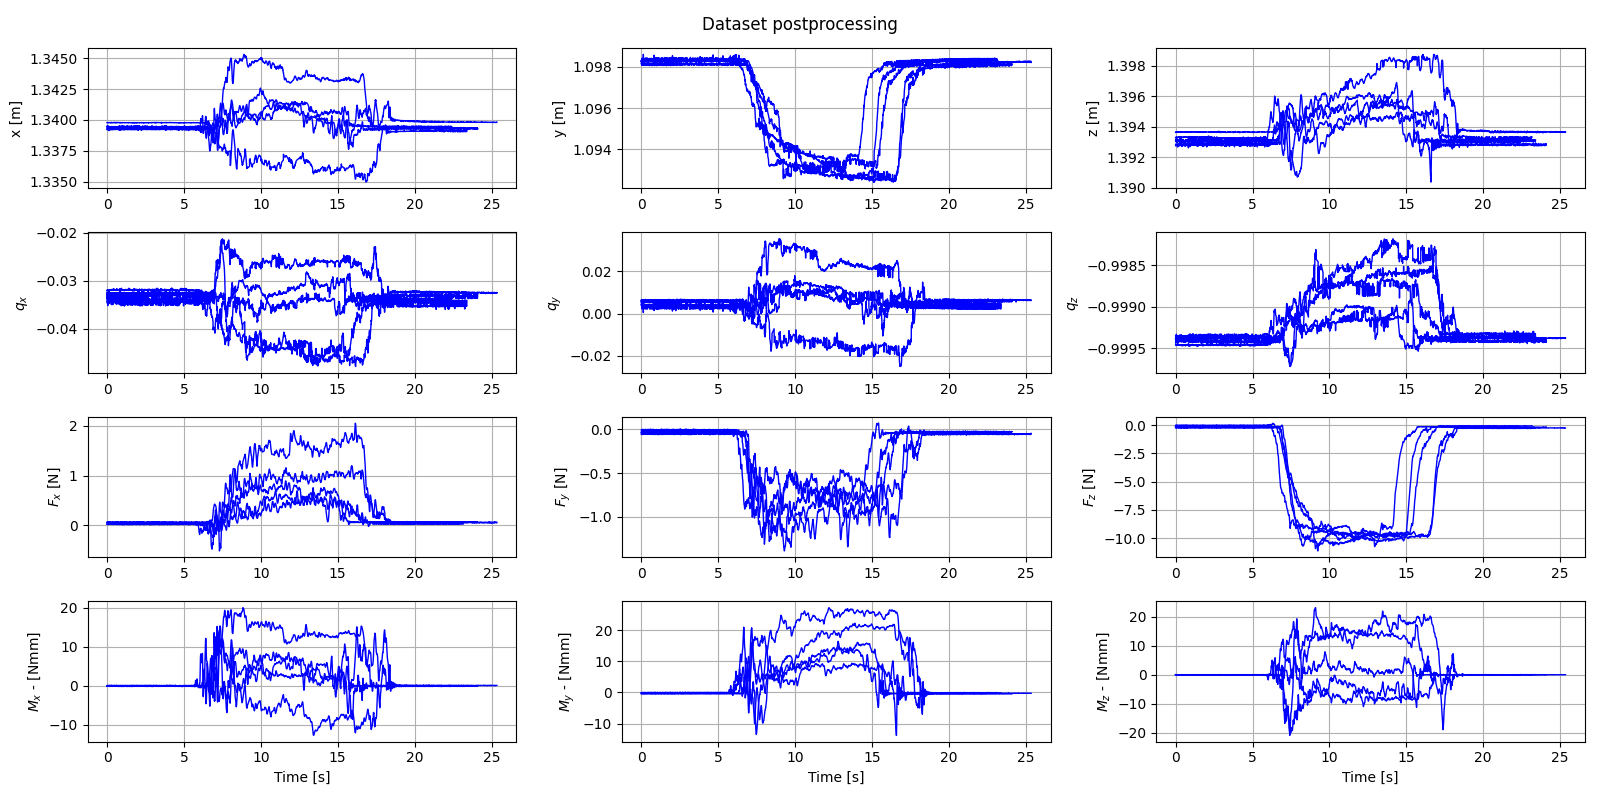 Dataset postprocessing
x [m]
1.3450
1.3425
1.3400
1.3375
1.3350
0 5 10 15 20 25
y [m]
1.098
1.096
1.094
0 5 10 15 20 25
z [m]
1.398
1.396
1.394
1.392
1.390
0 5 10 15 20 25
qₓ
−0.02
−0.03
−0.04
0 5 10 15 20 25
q_y
0.02
0.00
−0.02
0 5 10 15 20 25
q_z
−0.9985
−0.9990
−0.9995
0 5 10 15 20 25
Fₓ [N]
2
1
0
0 5 10 15 20 25
F_y [N]
0.0
−0.5
−1.0
0 5 10 15 20 25
F_z [N]
0.0
−2.5
−5.0
−7.5
−10.0
0 5 10 15 20 25
Mₓ - [Nmm]
20
10
0
−10
0 5 10 15 20 25
Time [s]
M_y - [Nmm]
20
10
0
−10
0 5 10 15 20 25
M_z - [Nmm]
20
10
0
−10
−20
0 5 10 15 20 25
Time [s]